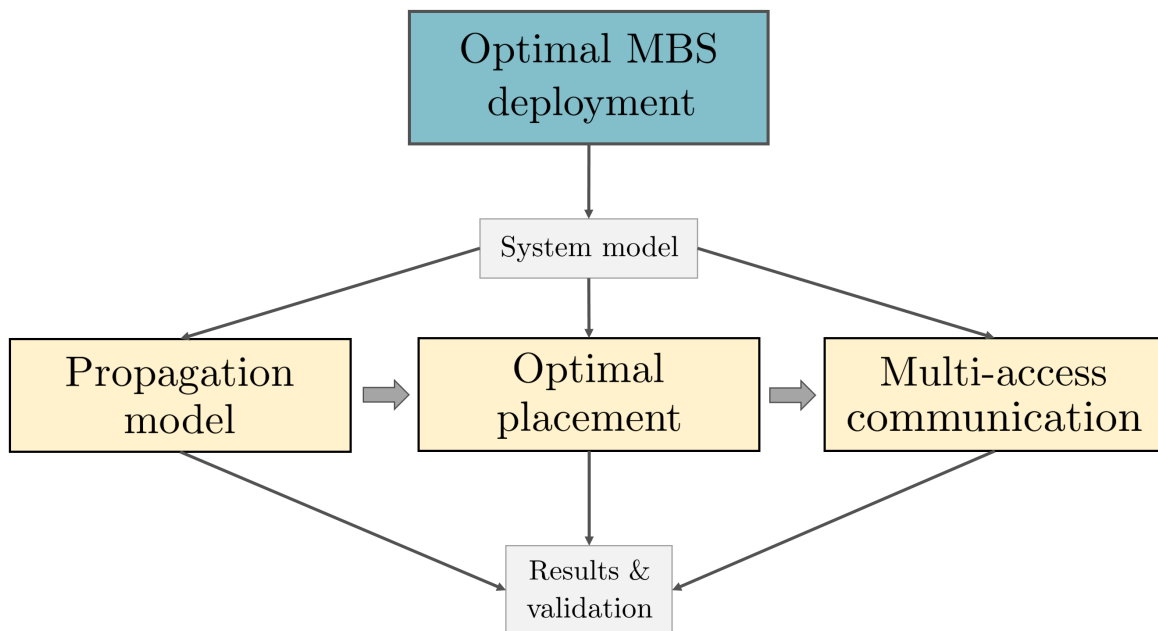 Optimal MBS
deployment
System model
Propagation
model
Optimal
placement
Multi-access
communication
Results &
validation